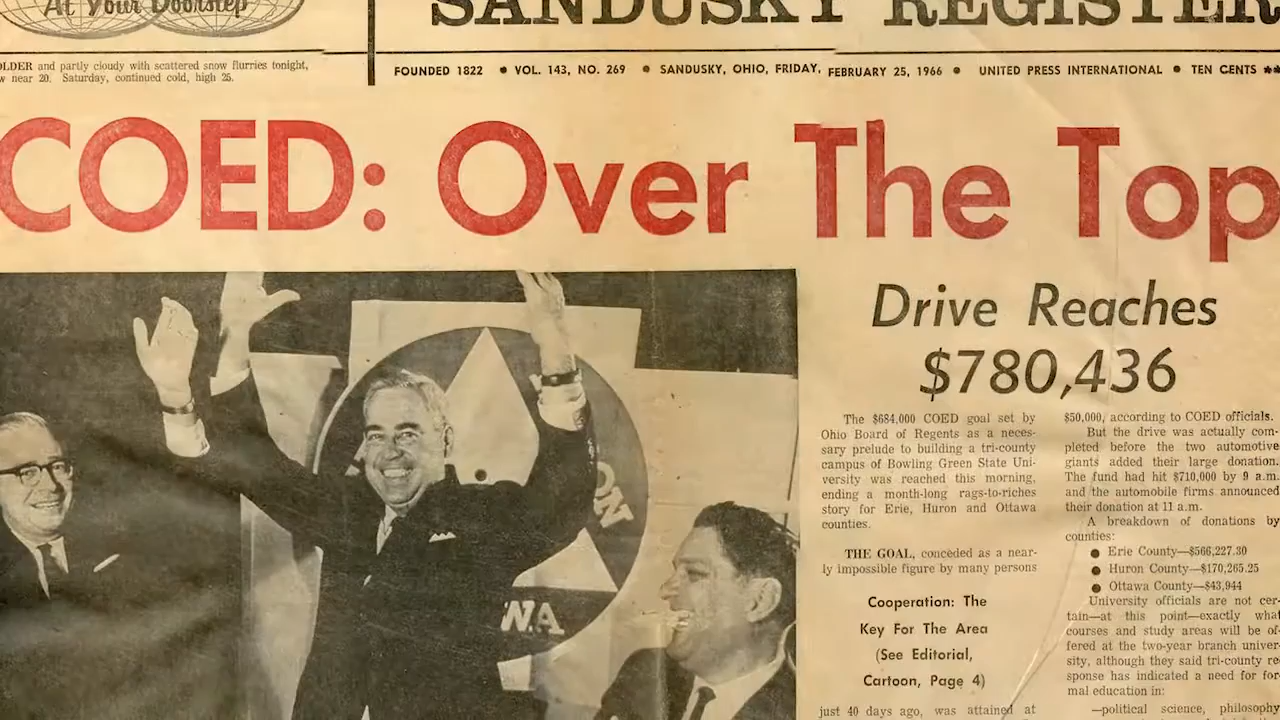 At Your Doorstep
SANDUSKY REGISTER
OLDER and partly cloudy with scattered snow flurries tonight,
w near 20. Saturday, continued cold, high 25.
FOUNDED 1822 ● VOL. 143, NO. 269 ● SANDUSKY, OHIO, FRIDAY, FEBRUARY 25, 1966 ● UNITED PRESS INTERNATIONAL ● TEN CENTS **
COED: Over The Top
Drive Reaches
$780,436
The $684,000 COED goal set by
Ohio Board of Regents as a neces-
sary prelude to building a tri-county
campus of Bowling Green State Uni-
versity was reached this morning,
ending a month-long rags-to-riches
story for Erie, Huron and Ottawa
counties.
THE GOAL, conceded as a near-
ly impossible figure by many persons
Cooperation: The
Key For The Area
(See Editorial,
Cartoon, Page 4)
just 40 days ago, was attained at
$50,000, according to COED officials.
But the drive was actually com-
pleted before the two automotive
giants added their large donation.
The fund had hit $710,000 by 9 a.m.
and the automobile firms announced
their donation at 11 a.m.
A breakdown of donations by
counties:
● Erie County—$566,227.30
● Huron County—$170,265.25
● Ottawa County—$43,944
University officials are not cer-
tain—at this point—exactly what
courses and study areas will be of-
fered at the two-year branch univer-
sity, although they said tri-county re-
sponse has indicated a need for for-
mal education in:
—political science, philosophy
ON
WA